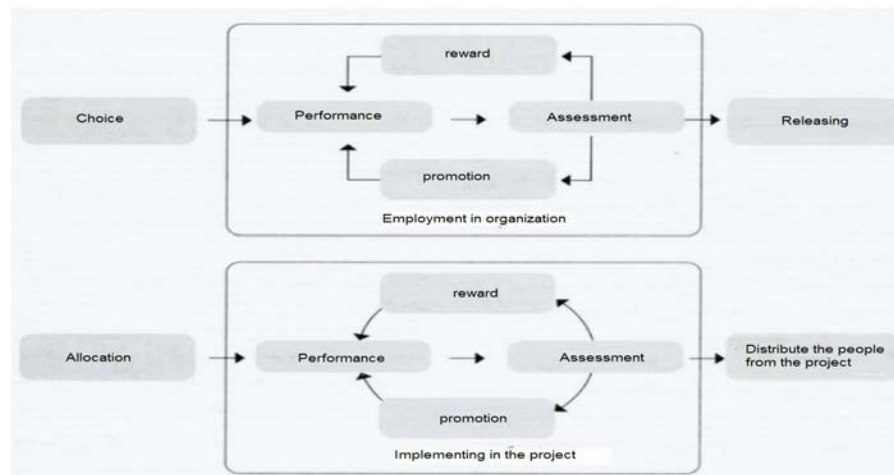 reward
Choice
Performance
Assessment
Releasing
promotion
Employment in organization
reward
Allocation
Performance
Assessment
Distribute the people
from the project
promotion
Implementing in the project